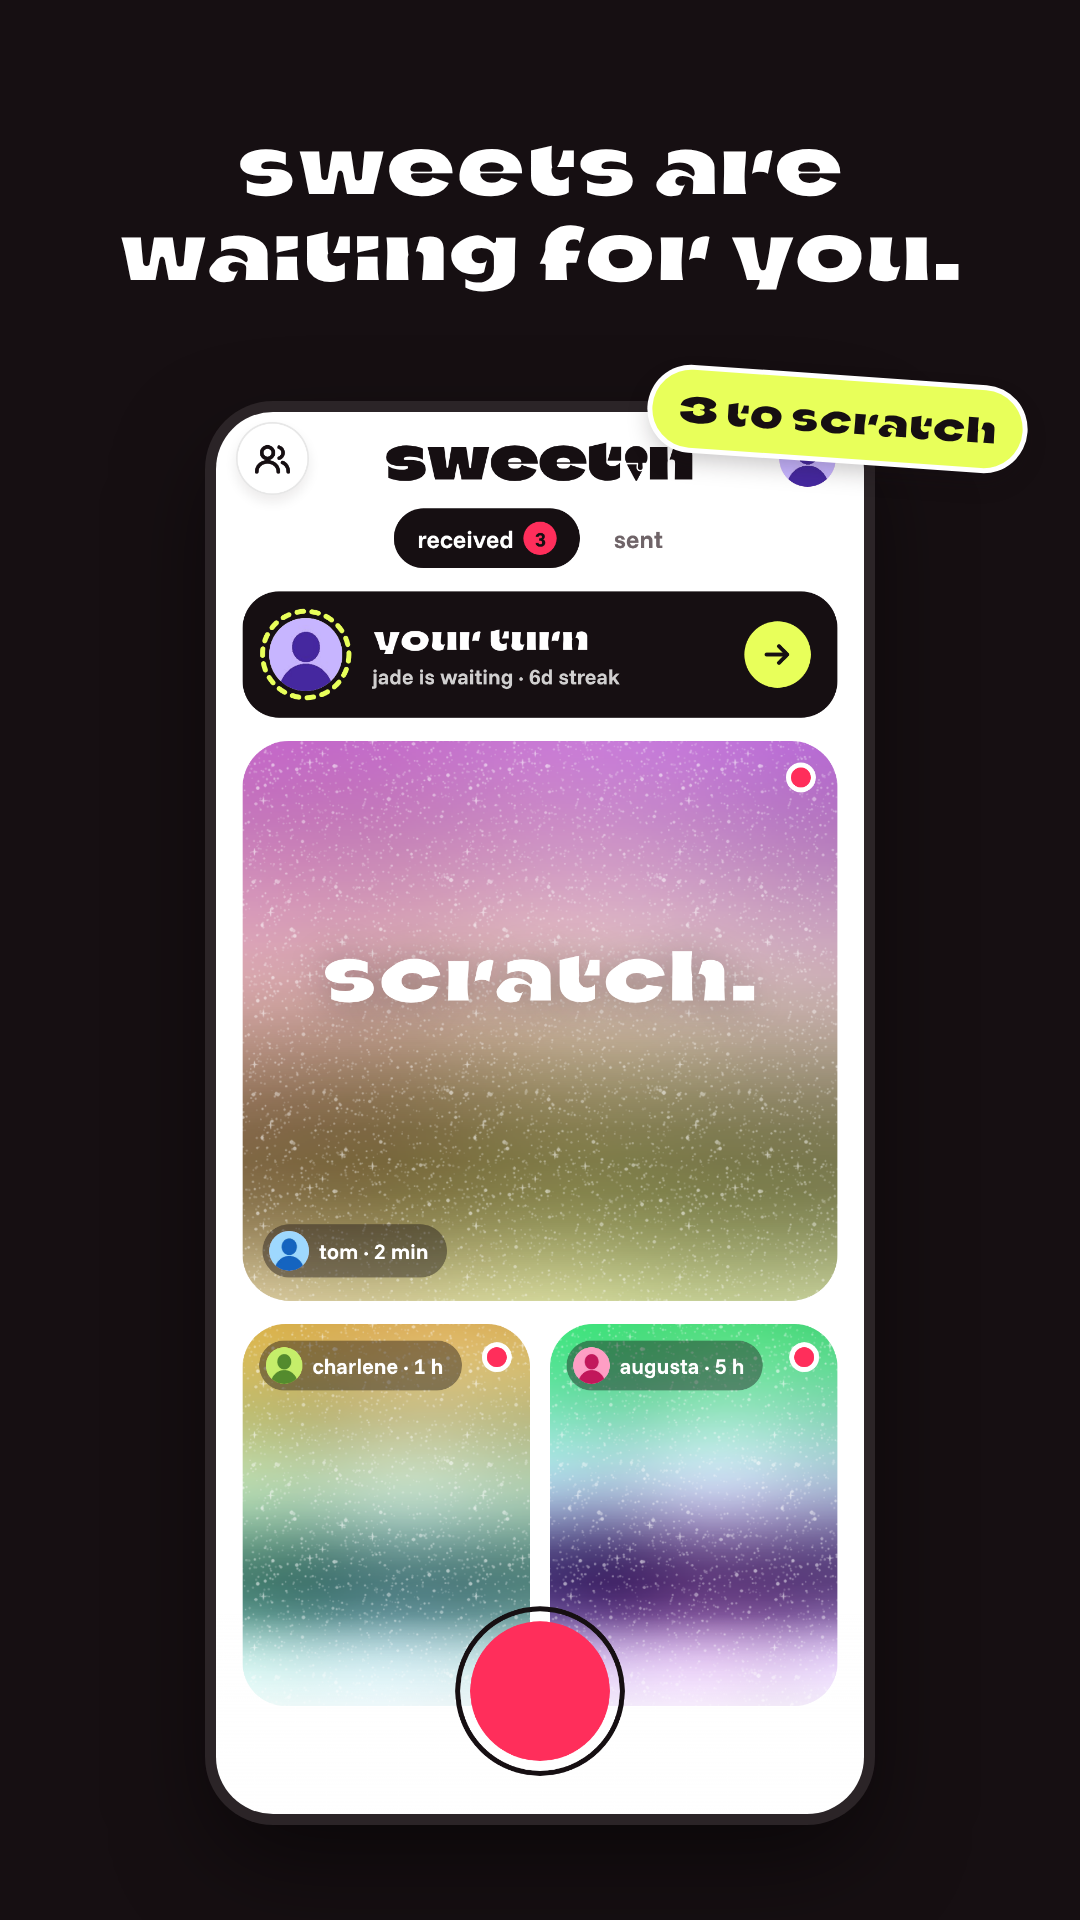 sweets are
waiting for you.
3 to scratch
sweetin
received 3
sent
your turn
jade is waiting · 6d streak
scratch.
tom · 2 min
charlene · 1 h
augusta · 5 h